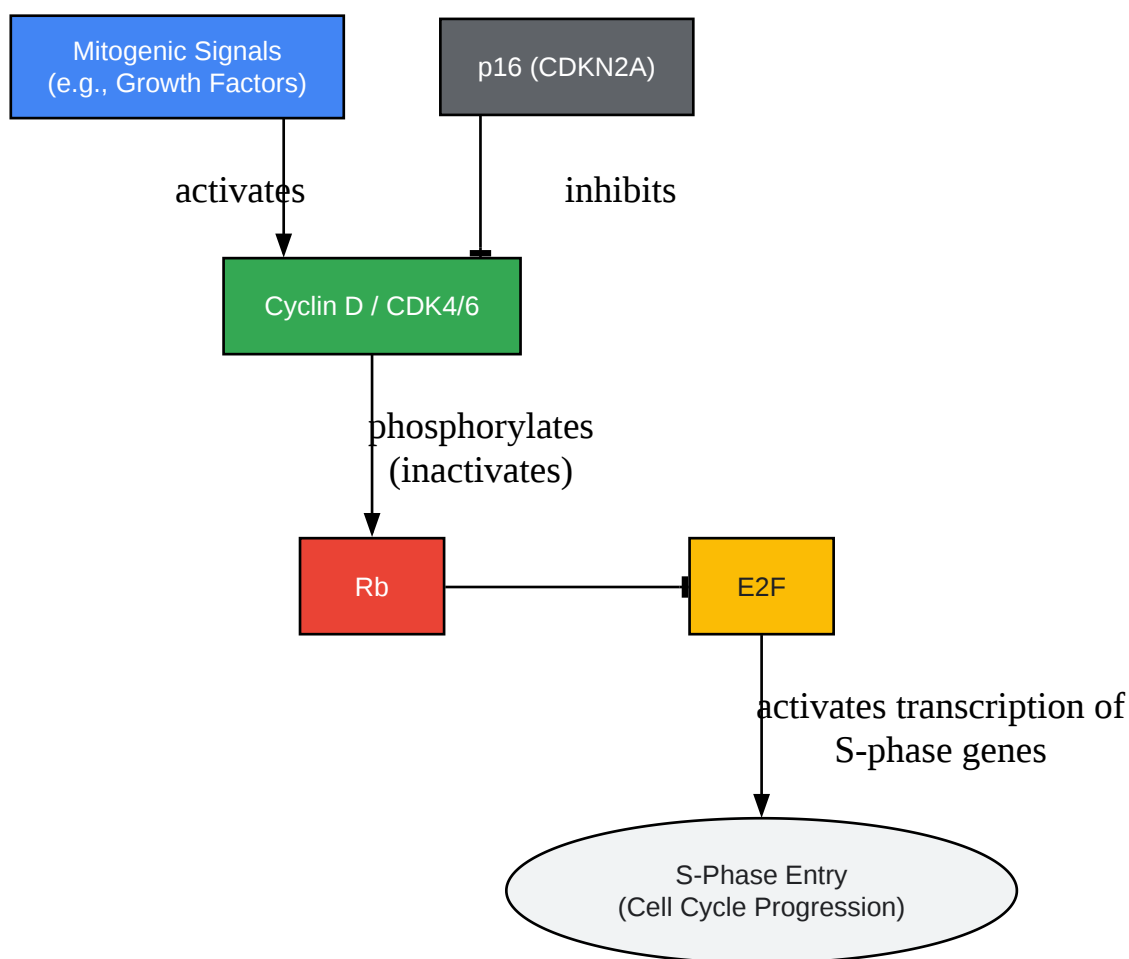 Mitogenic Signals
(e.g., Growth Factors)
p16 (CDKN2A)
activates
inhibits
Cyclin D / CDK4/6
phosphorylates
(inactivates)
Rb
E2F
activates transcription of
S-phase genes
S-Phase Entry
(Cell Cycle Progression)